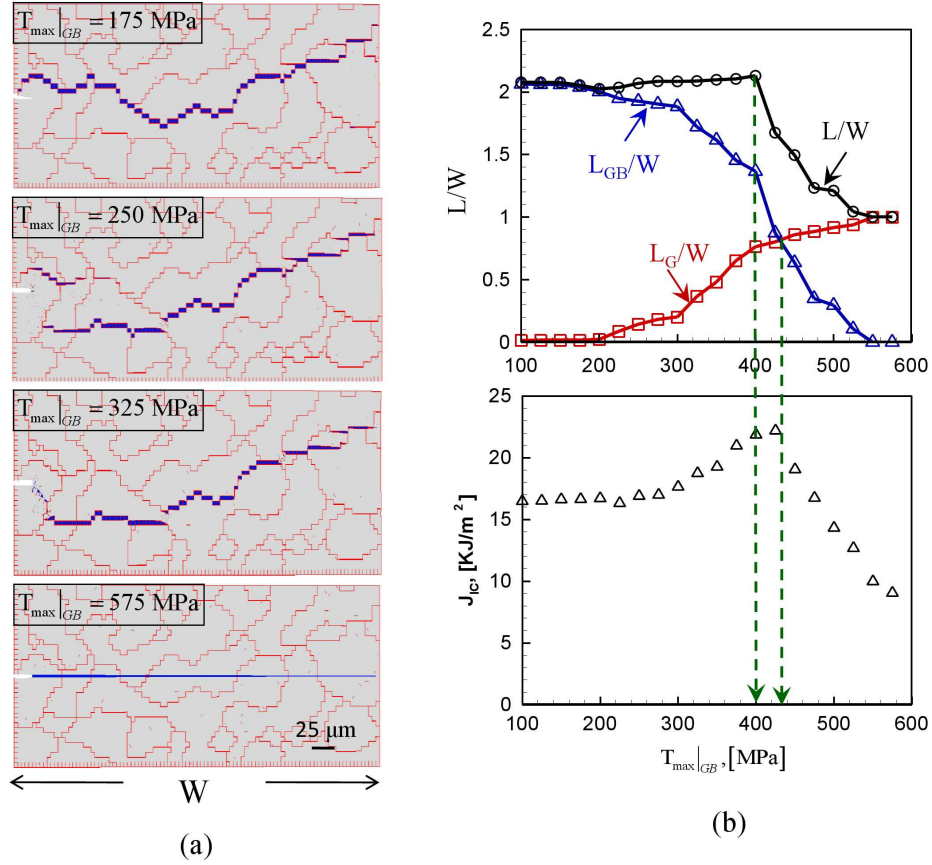 T_max|_GB = 175 MPa
T_max|_GB = 250 MPa
T_max|_GB = 325 MPa
T_max|_GB = 575 MPa
25 μm
W
(a)
2.5
2
1.5
1
0.5
0
L/W
L_GB/W
L/W
L_G/W
100 200 300 400 500 600
25
20
15
10
5
0
J_IC, [KJ/m²]
100 200 300 400 500 600
T_max|_GB, [MPa]
(b)